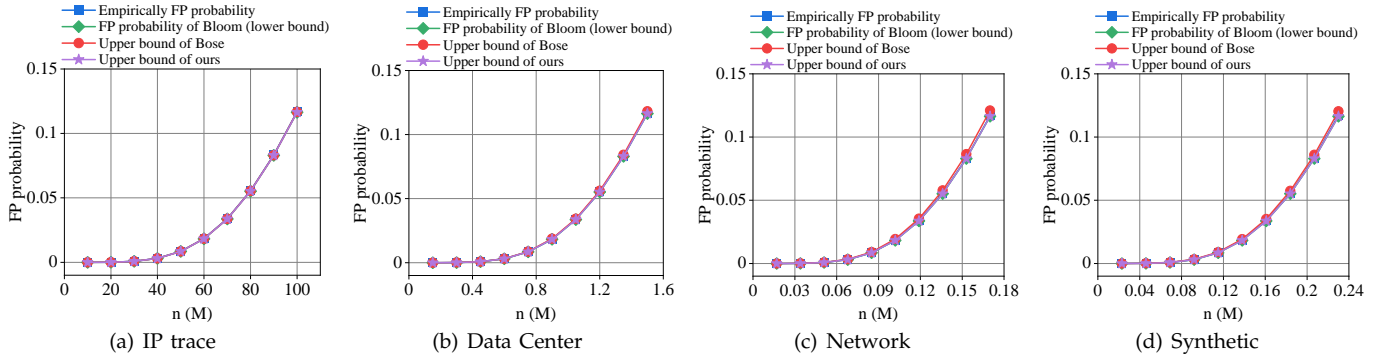 Empirically FP probability
FP probability of Bloom (lower bound)
Upper bound of Bose
Upper bound of ours
0.15
0.1
0.05
0
FP probability
0 20 40 60 80 100
n (M)
(a) IP trace
Empirically FP probability
FP probability of Bloom (lower bound)
Upper bound of Bose
Upper bound of ours
0.15
0.1
0.05
0
FP probability
0 0.4 0.8 1.2 1.6
n (M)
(b) Data Center
Empirically FP probability
FP probability of Bloom (lower bound)
Upper bound of Bose
Upper bound of ours
0.15
0.1
0.05
0
FP probability
0 0.03 0.06 0.09 0.12 0.15 0.18
n (M)
(c) Network
Empirically FP probability
FP probability of Bloom (lower bound)
Upper bound of Bose
Upper bound of ours
0.15
0.1
0.05
0
FP probability
0 0.04 0.08 0.12 0.16 0.20 0.24
n (M)
(d) Synthetic